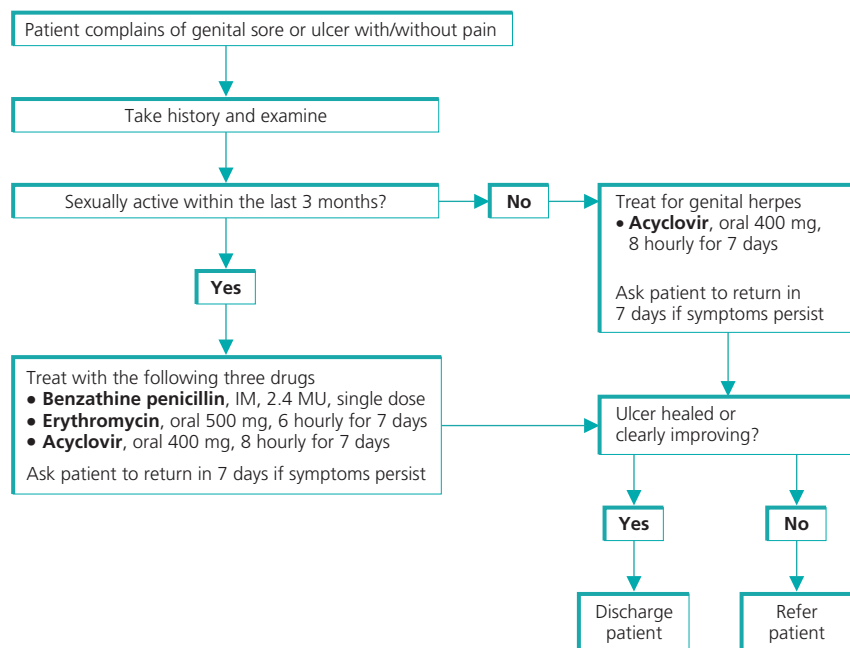 Patient complains of genital sore or ulcer with/without pain
Take history and examine
Sexually active within the last 3 months?
No
Treat for genital herpes
• Acyclovir, oral 400 mg,
8 hourly for 7 days
Ask patient to return in
7 days if symptoms persist
Yes
Treat with the following three drugs
• Benzathine penicillin, IM, 2.4 MU, single dose
• Erythromycin, oral 500 mg, 6 hourly for 7 days
• Acyclovir, oral 400 mg, 8 hourly for 7 days
Ask patient to return in 7 days if symptoms persist
Ulcer healed or
clearly improving?
Yes
No
Discharge
patient
Refer
patient